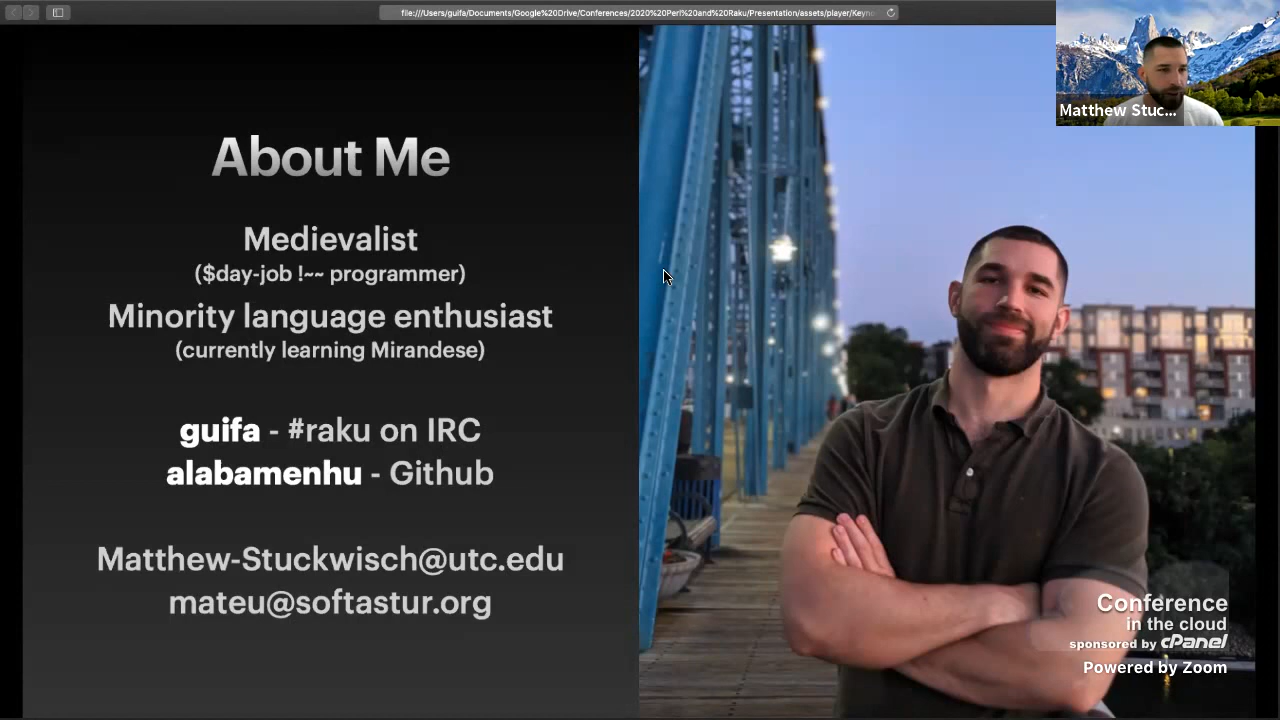 file:///Users/guifa/Documents/Google%20Drive/Conferences/2020%20Perl%20and%20Raku/Presentation/assets/player/Keyno
Matthew Stuc...
About Me
Medievalist
($day-job !~~ programmer)
Minority language enthusiast
(currently learning Mirandese)
guifa - #raku on IRC
alabamenhu - Github
Matthew-Stuckwisch@utc.edu
mateu@softastur.org
Conference
in the cloud
sponsored by cPanel
Powered by Zoom